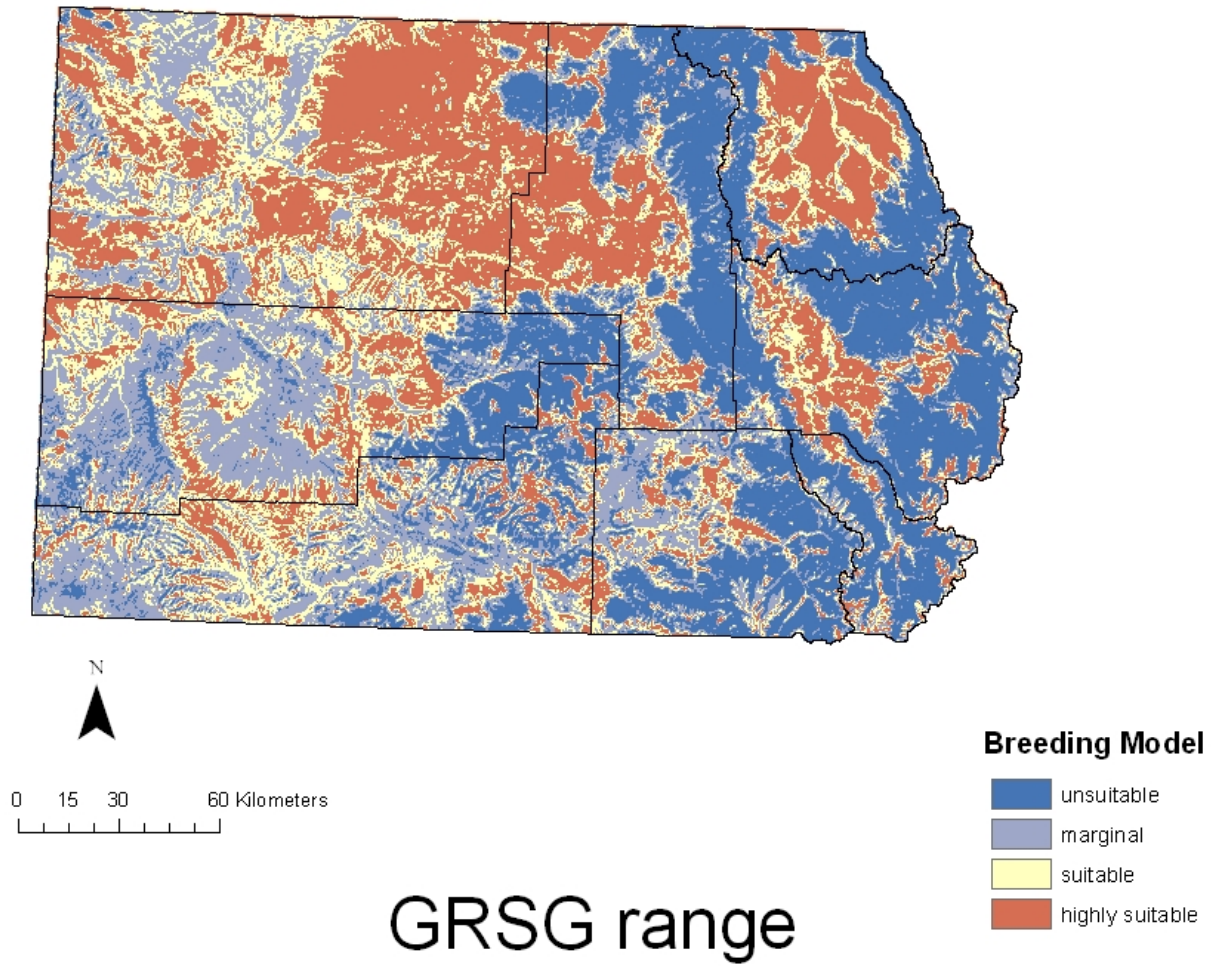 N
0 15 30 60 Kilometers
Breeding Model
unsuitable
marginal
suitable
highly suitable
GRSG range